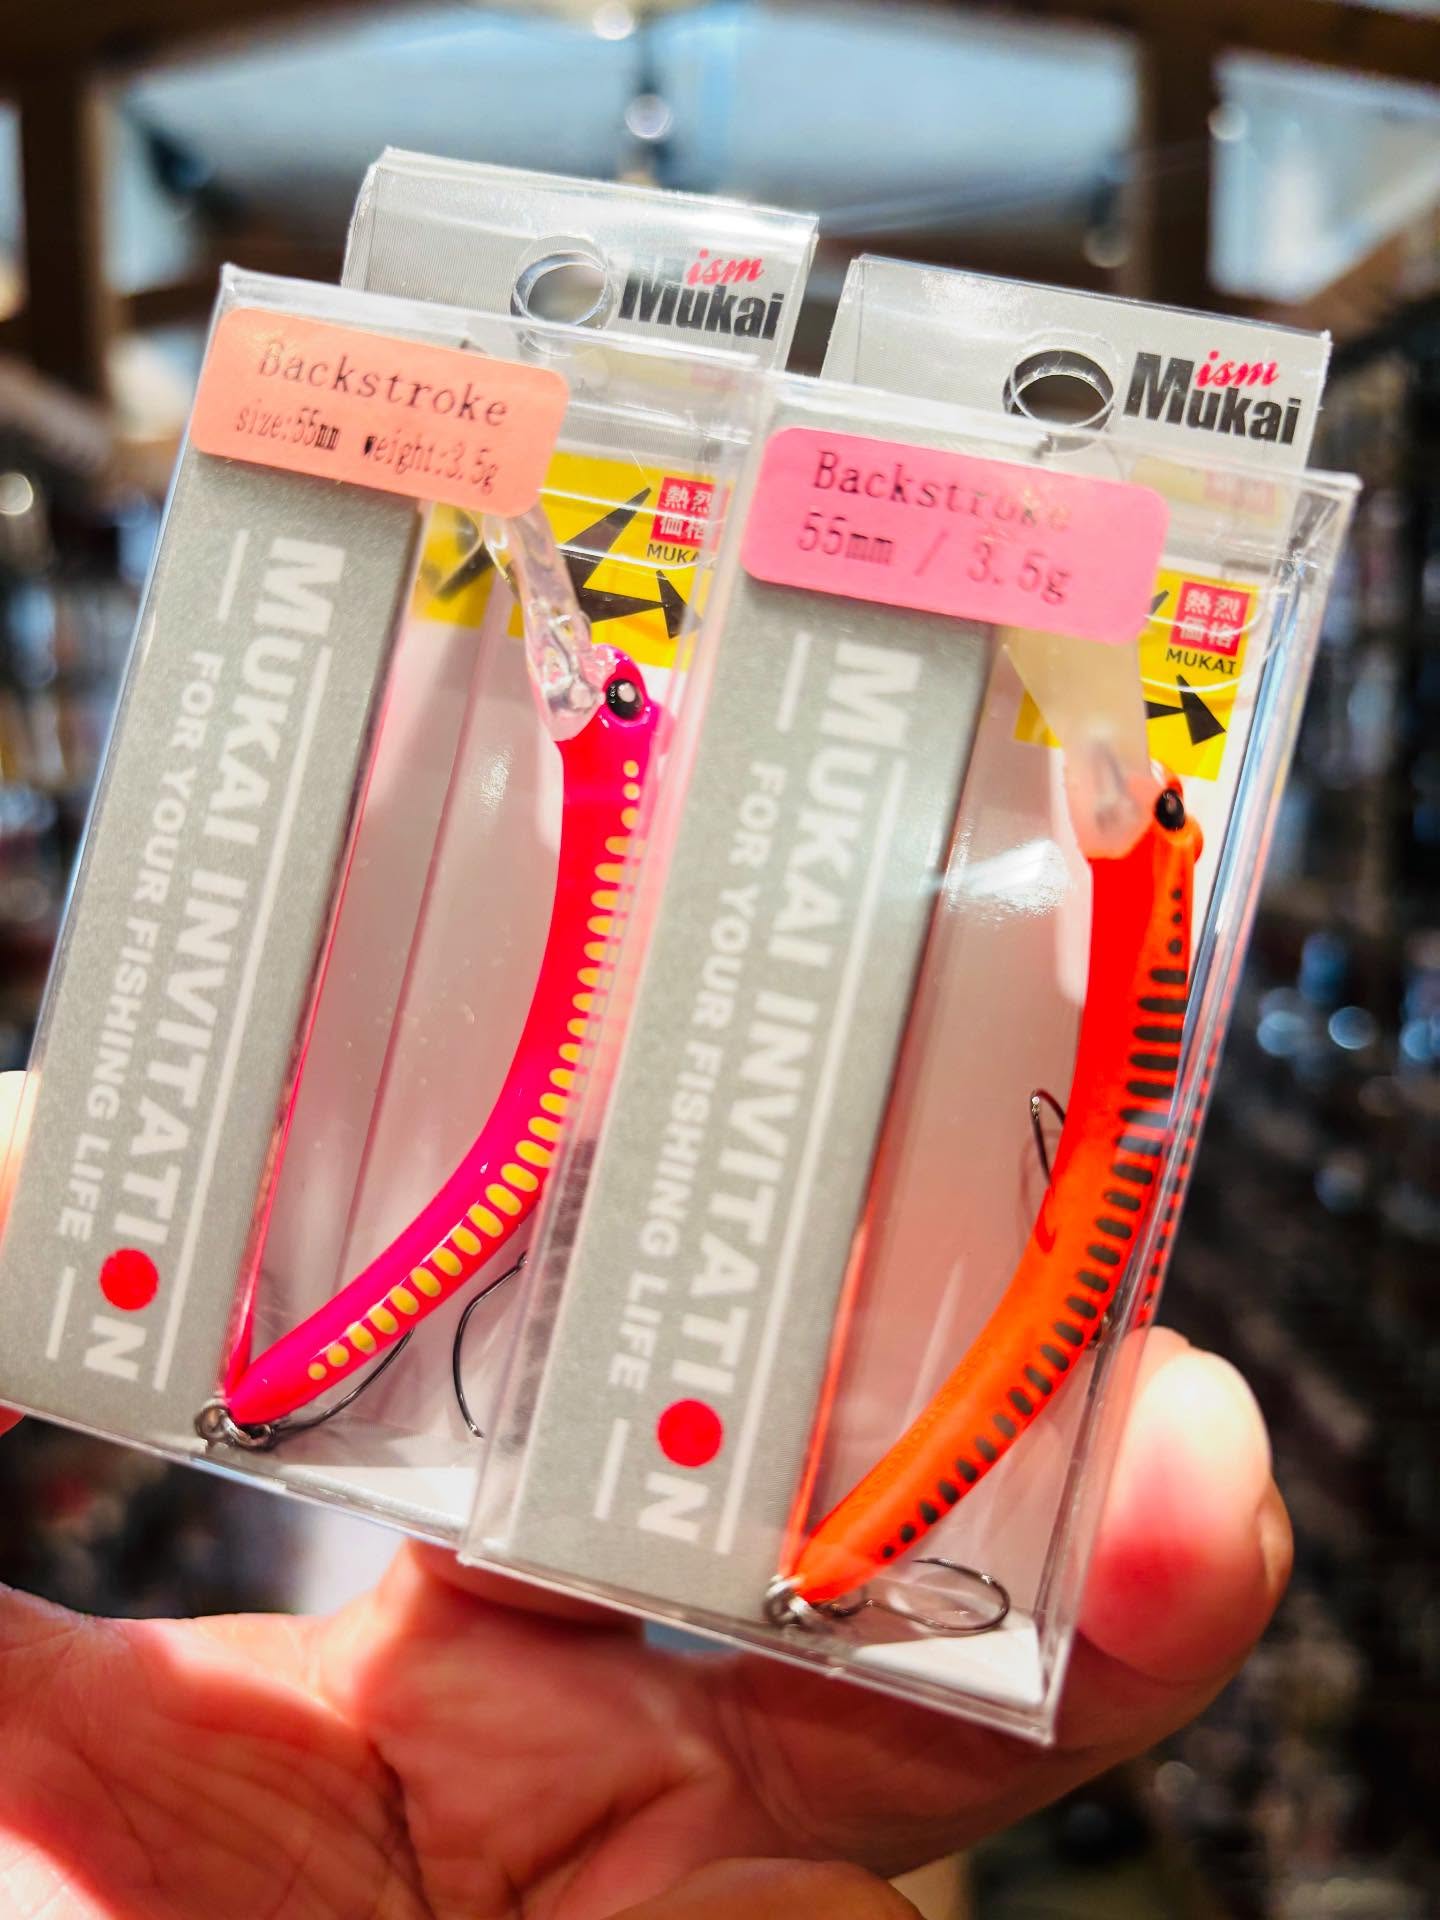 ism
Mukai
Backstroke
size:55mm weight:3.5g
熱烈
価格
MUKA
MUKAI INVITATION
FOR YOUR FISHING LIFE
ism
Mukai
Backstroke
55mm / 3.5g
熱烈
価格
MUKAI
MUKAI INVITATION
FOR YOUR FISHING LIFE